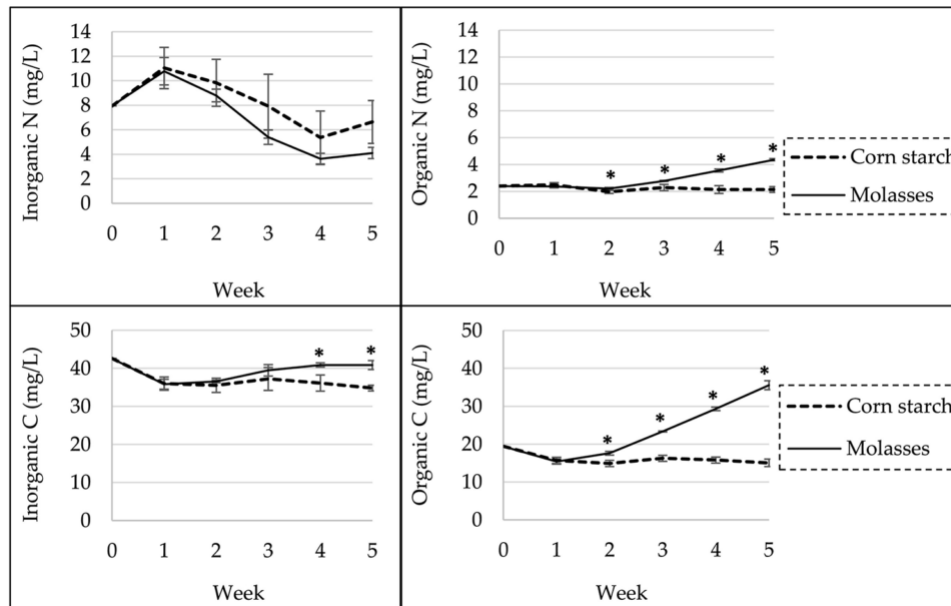 Inorganic N (mg/L)
14
12
10
8
6
4
2
0
0 1 2 3 4 5
Week
Organic N (mg/L)
14
12
10
8
6
4
2
0
* * * *
0 1 2 3 4 5
Week
Corn starch
Molasses
Inorganic C (mg/L)
50
40
30
20
10
0
* *
0 1 2 3 4 5
Week
Organic C (mg/L)
50
40
30
20
10
0
* * * *
0 1 2 3 4 5
Week
Corn starch
Molasses